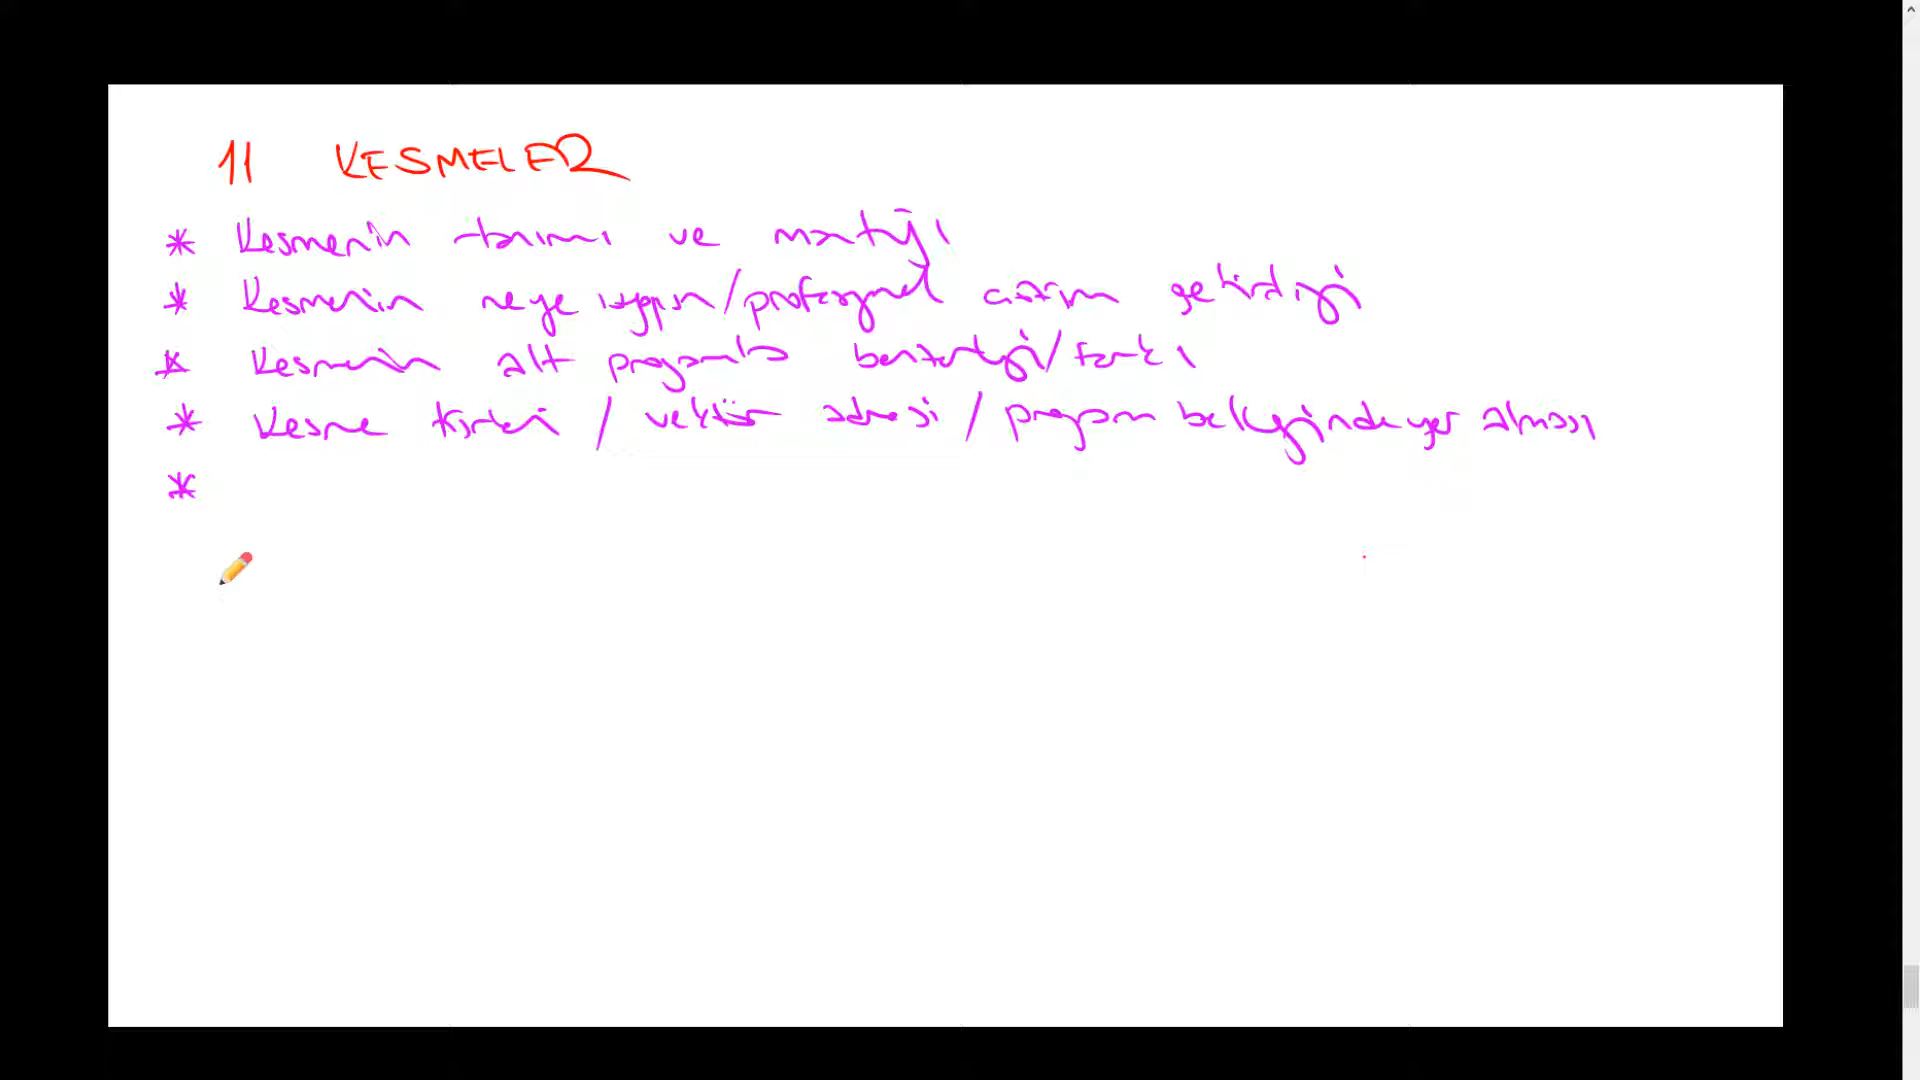 11 KESMELER
* Kesmenin tanımı ve mantığı
* Kesmenin neye uygun/profesyonel çözüm getirdiği
* Kesmenin alt programla benzerliği/farkı
* Kesme türleri / vektör adresi / program belleğinde yer alması
*